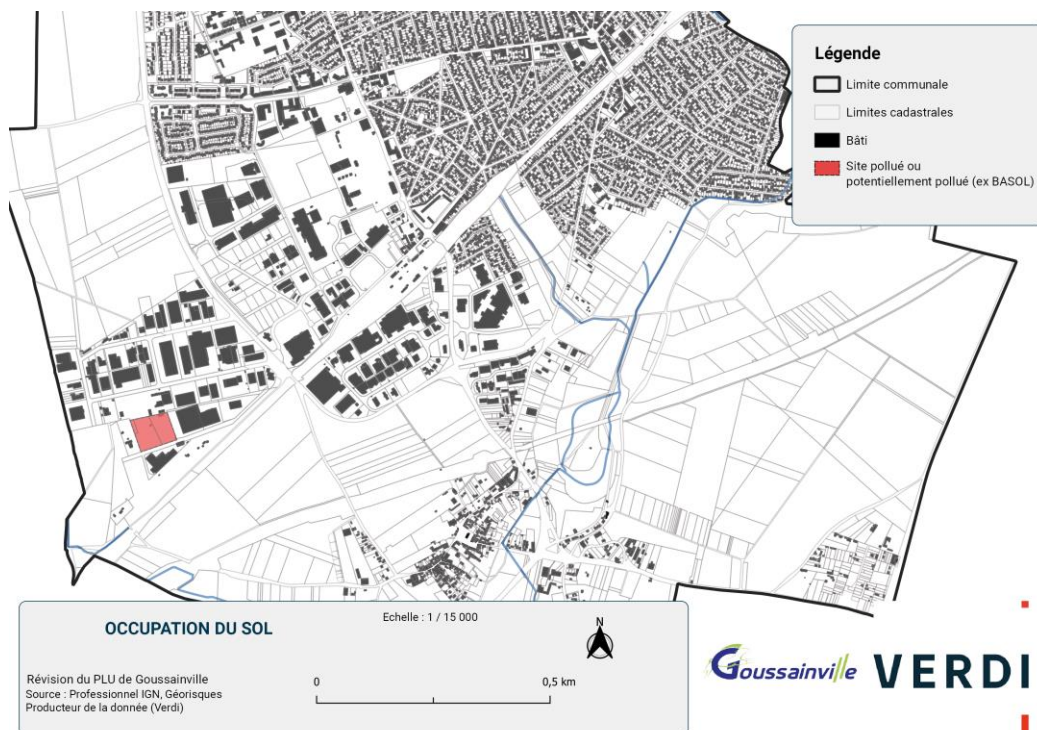 Légende
Limite communale
Limites cadastrales
Bâti
Site pollué ou
potentiellement pollué (ex BASOL)
OCCUPATION DU SOL
Echelle : 1 / 15 000
N
Révision du PLU de Goussainville
Source : Professionnel IGN, Géorisques
Producteur de la donnée (Verdi)
0
0,5 km
Goussainville
VERDI